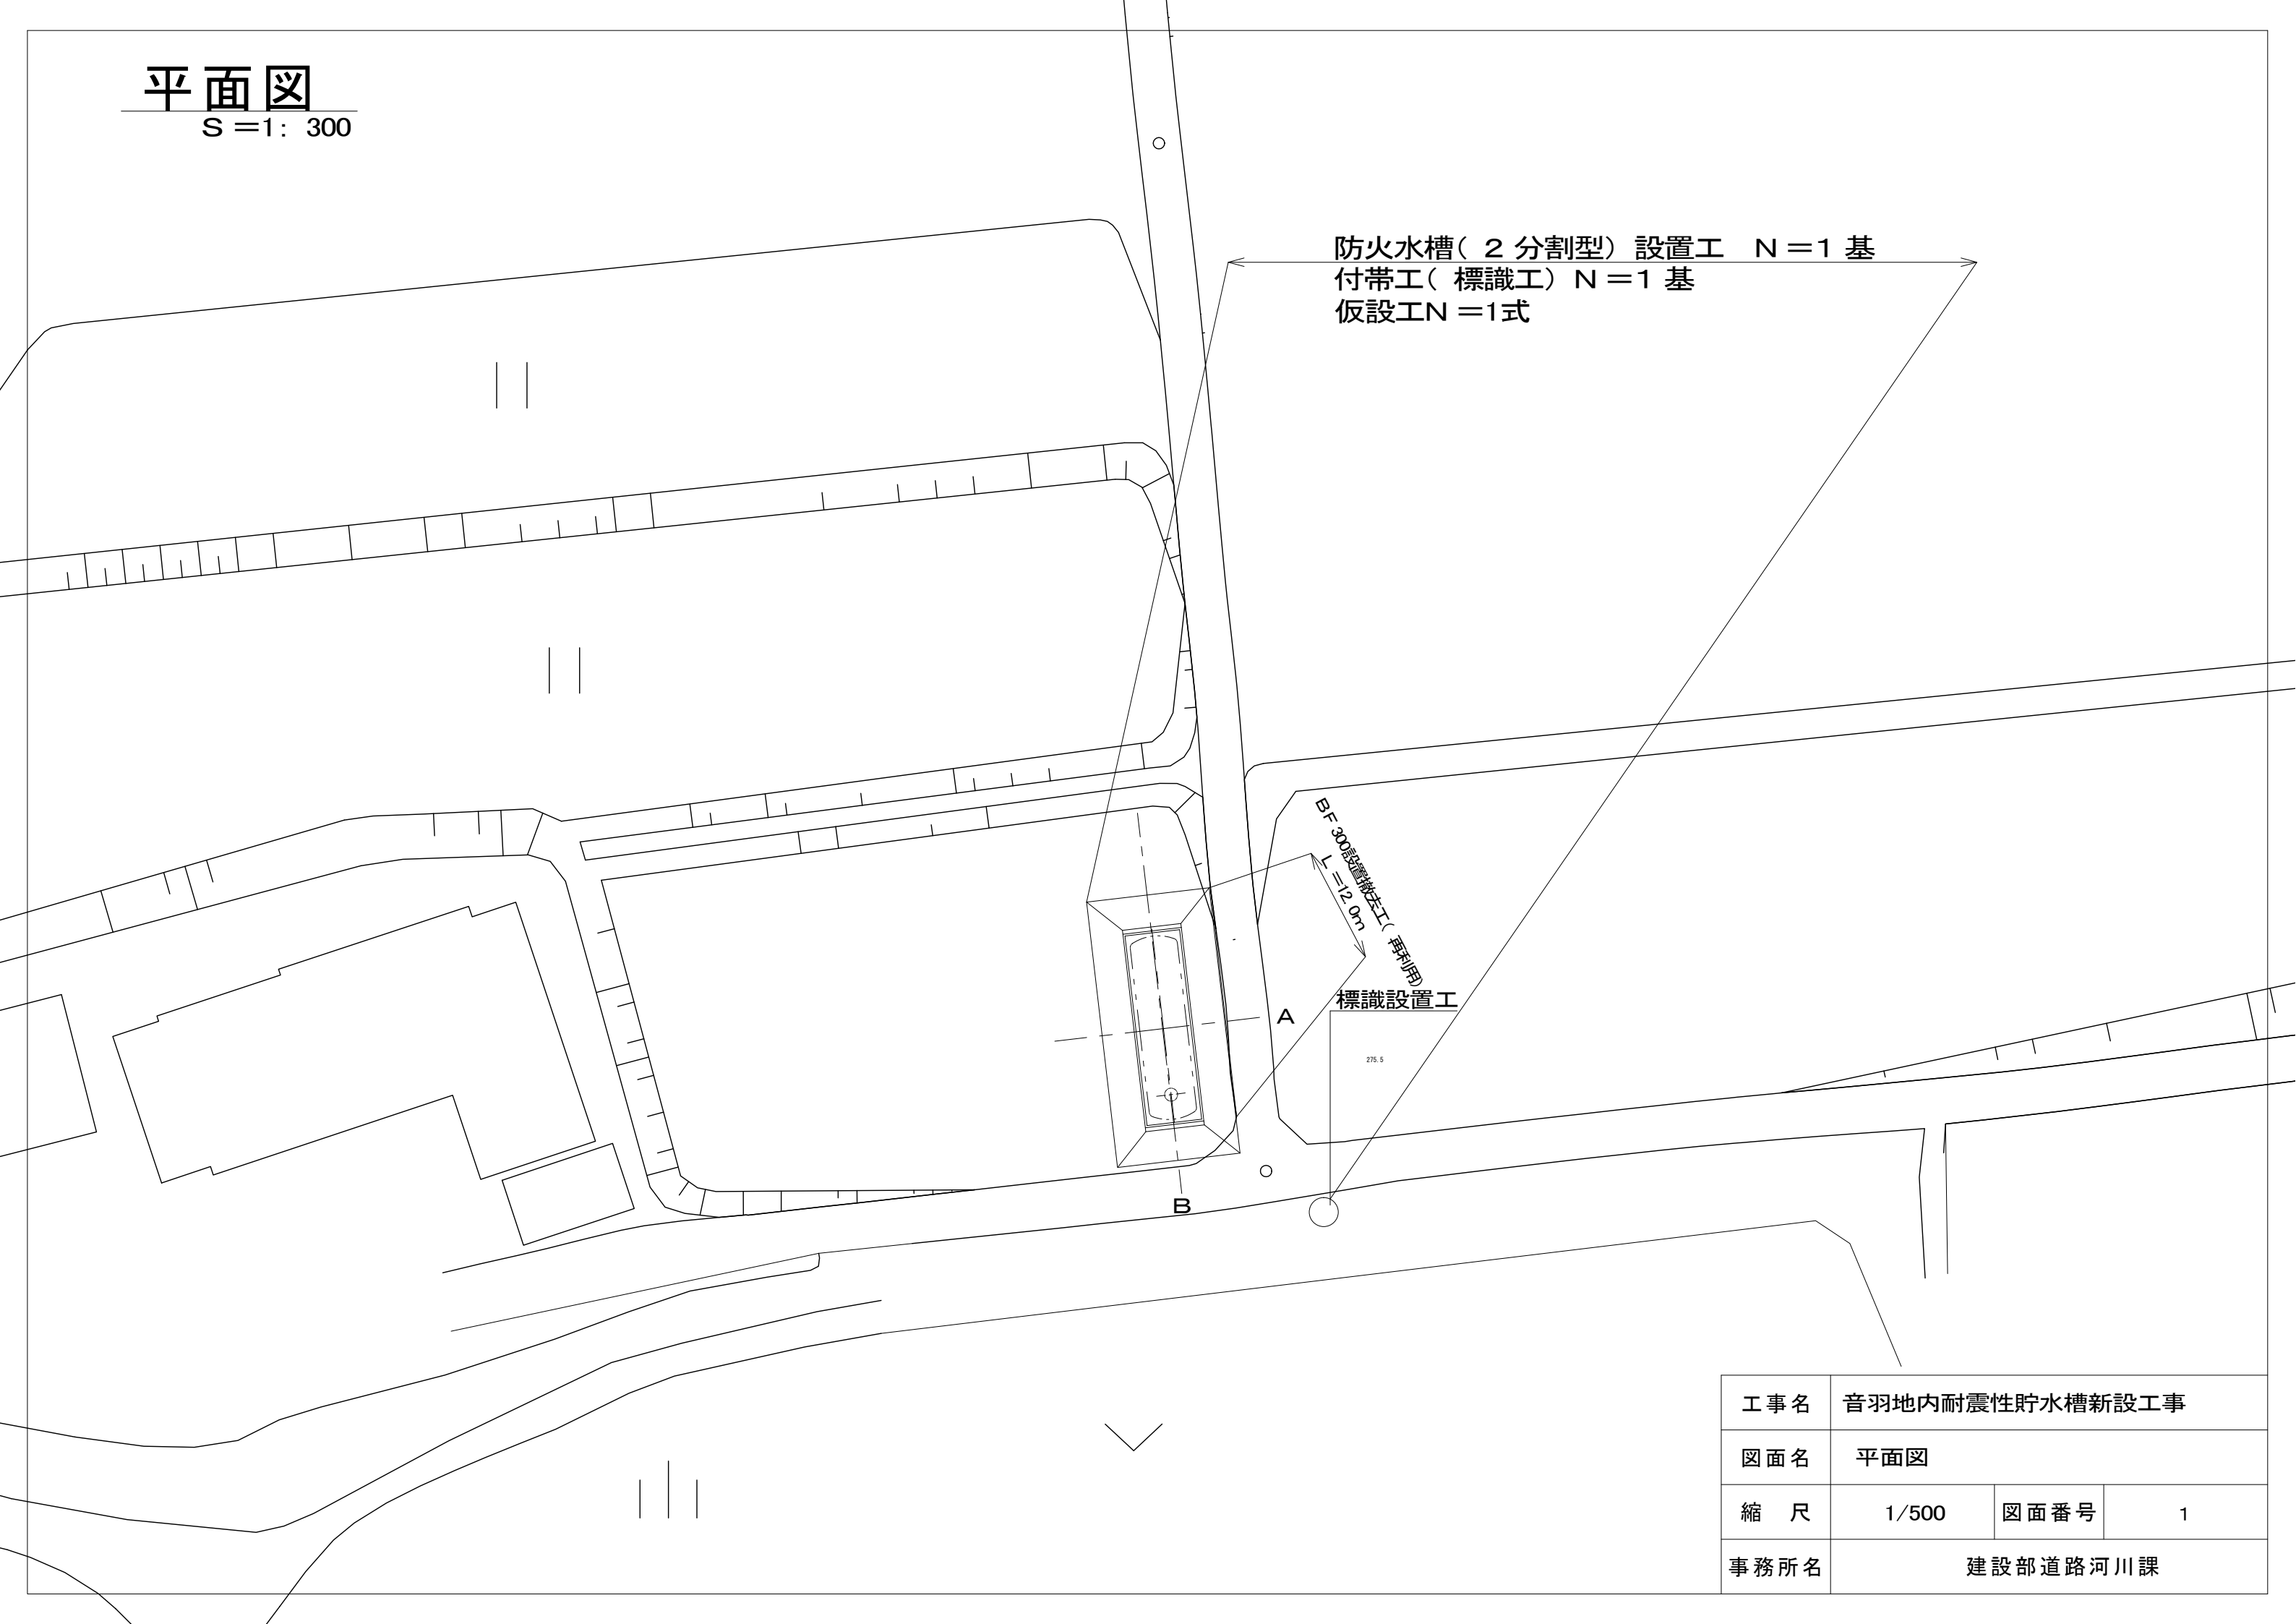 平面図
S=1:300
防火水槽(2分割型)設置工 N=1基
付帯工(標識工)N=1基
仮設工N=1式
BF300設置撤去工(再利用)
L=12.0m
標識設置工
A
275.5
B
工事名 音羽地内耐震性貯水槽新設工事
図面名 平面図
縮 尺 1/500 図面番号 1
事務所名 建設部道路河川課